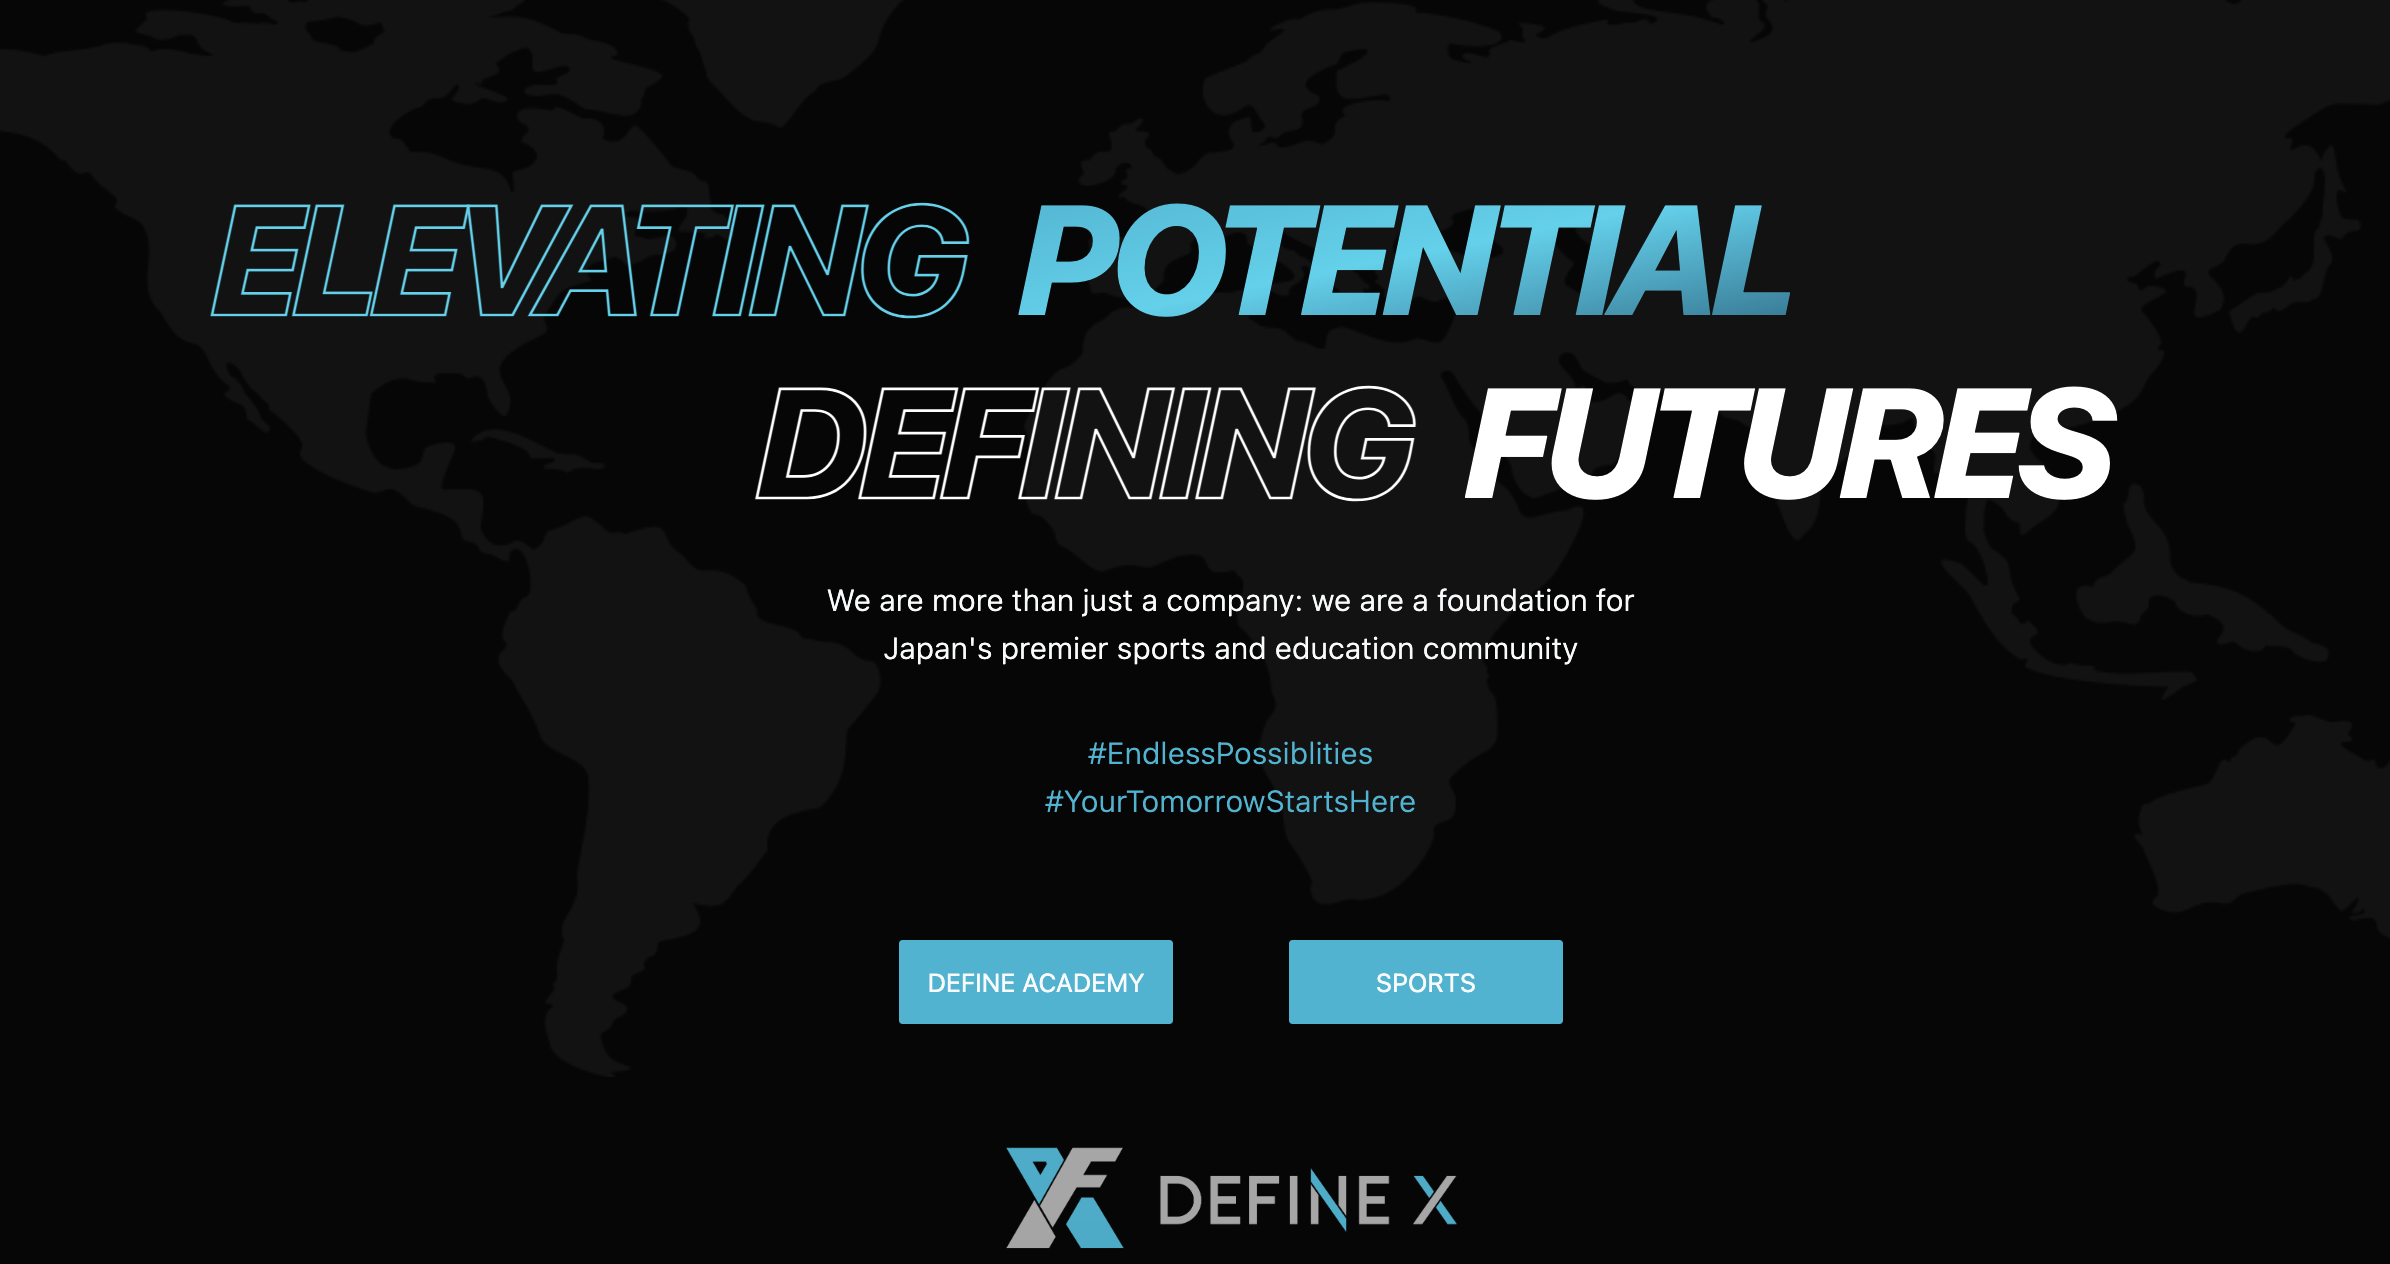 ELEVATING POTENTIAL
DEFINING FUTURES
We are more than just a company: we are a foundation for
Japan's premier sports and education community
#EndlessPossiblities
#YourTomorrowStartsHere
DEFINE ACADEMY
SPORTS
DEFINE X